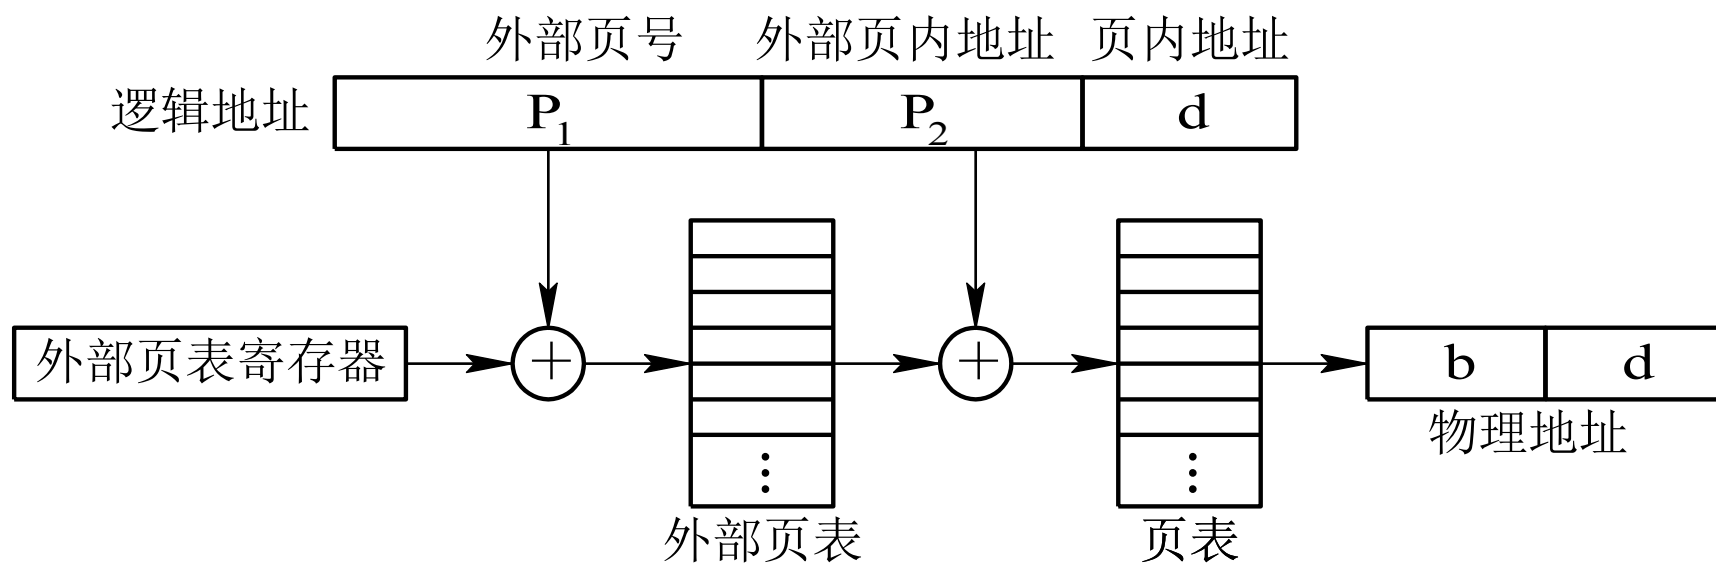 外部页号 外部页内地址 页内地址
逻辑地址 P1 P2 d
外部页表寄存器 + + b d
物理地址
外部页表 页表